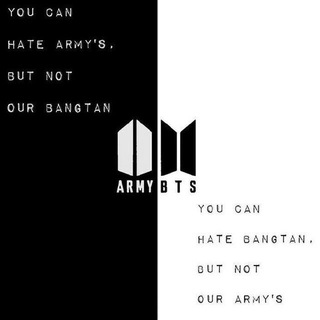 YOU CAN
HATE ARMY'S,
BUT NOT
OUR BANGTAN
ARMY BTS
YOU CAN
HATE BANGTAN,
BUT NOT
OUR ARMY'S